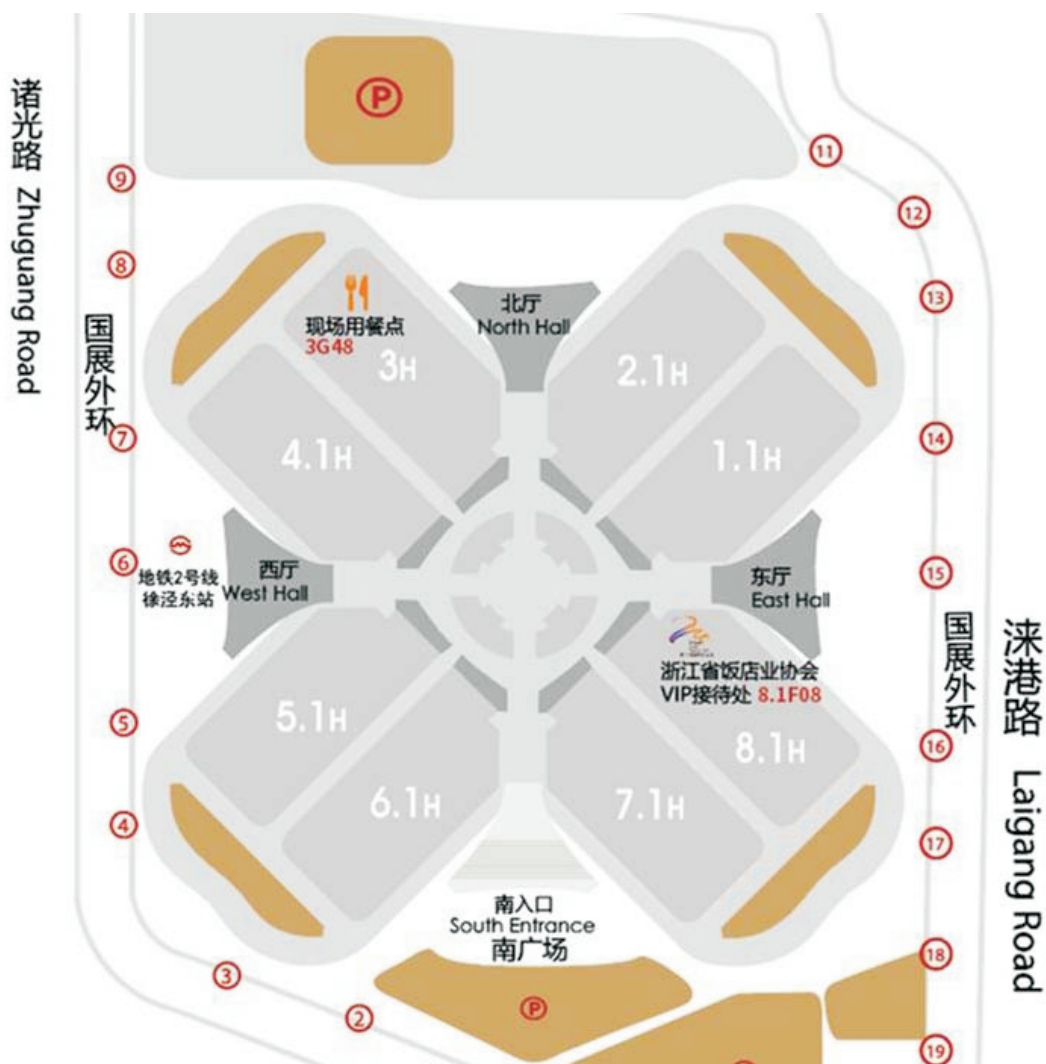 诸光路 Zhuguang Road
国展外环
P
11
9
12
8
13
北厅
North Hall
现场用餐点
3G48
3H
2.1H
7
14
4.1H
1.1H
6
地铁2号线
徐泾东站
西厅
West Hall
东厅
East Hall
15
国展外环
涞港路 Laigang Road
浙江省饭店业协会
VIP接待处 8.1F08
5
5.1H
8.1H
16
4
6.1H
7.1H
17
南入口
South Entrance
南广场
18
3
2
P
19